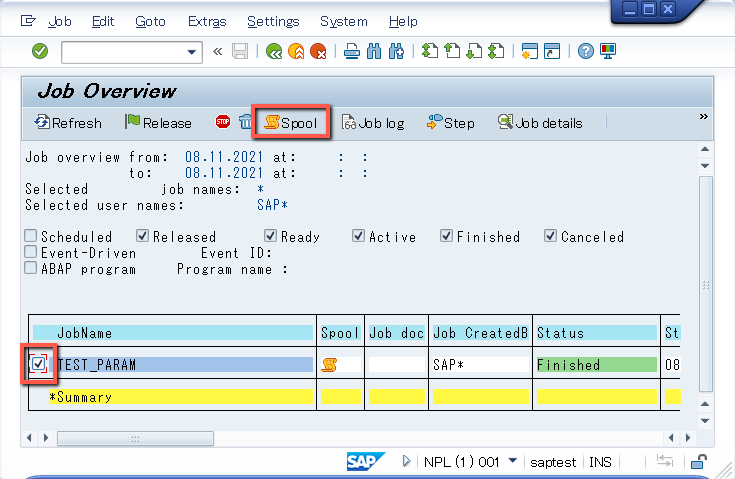 Job Edit Goto Extras Settings System Help
Job Overview
Refresh Release STOP Spool Job log Step Job details »
Job overview from: 08.11.2021 at: : :
to: 08.11.2021 at: : :
Selected job names: *
Selected user names: SAP*
Scheduled Released Ready Active Finished Canceled
Event-Driven Event ID:
ABAP program Program name :
JobName Spool Job doc Job CreatedB Status St
TEST_PARAM SAP* Finished 08
*Summary
SAP NPL (1) 001 saptest INS